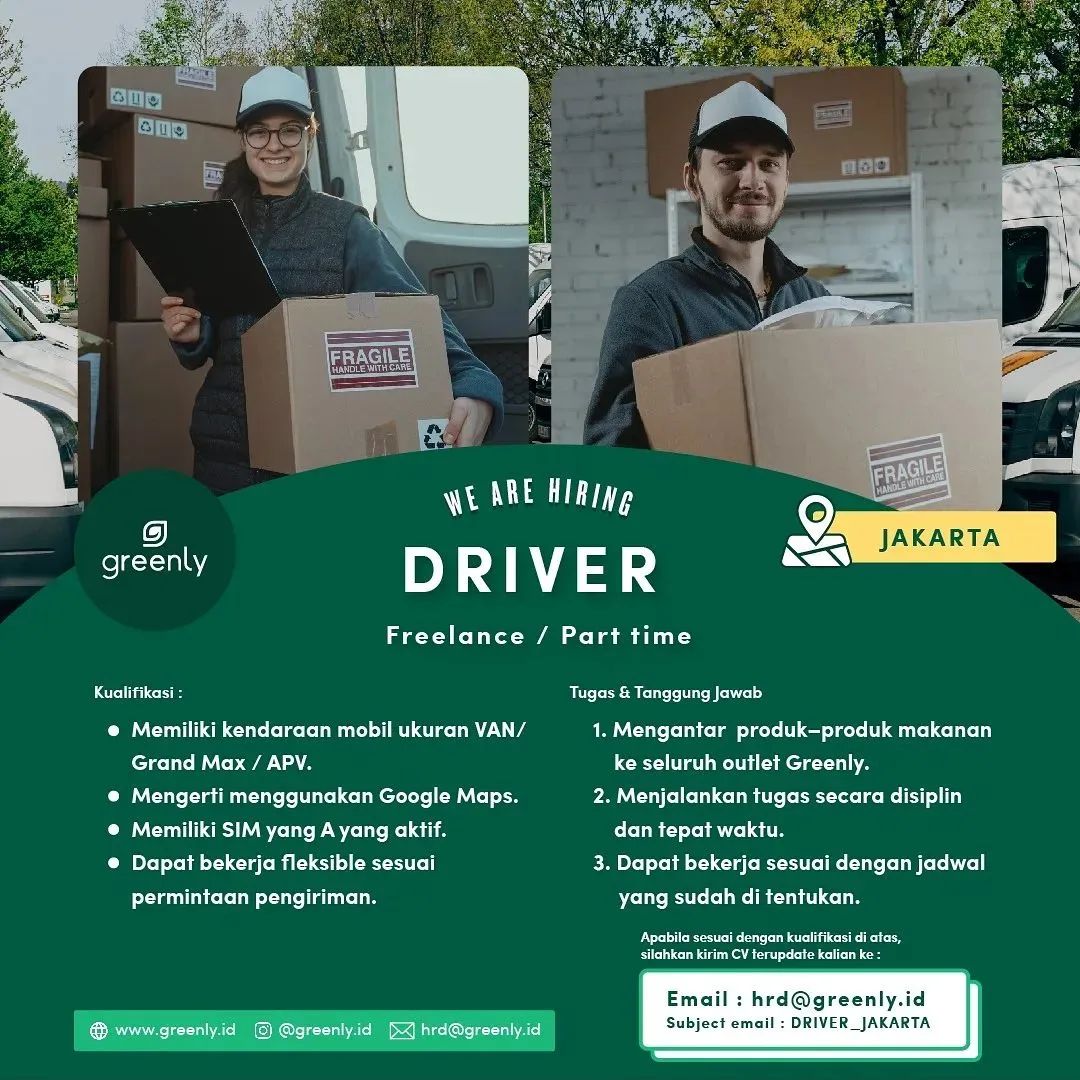 FRAGILE
FRAGILE
FRAGILE
FRAGILE
HANDLE WITH CARE
FRAGILE
FRAGILE
HANDLE WITH CARE
WE ARE HIRING
greenly
JAKARTA
DRIVER
Freelance / Part time
Kualifikasi :
● Memiliki kendaraan mobil ukuran VAN/
Grand Max / APV.
● Mengerti menggunakan Google Maps.
● Memiliki SIM yang A yang aktif.
● Dapat bekerja fleksible sesuai
permintaan pengiriman.
Tugas & Tanggung Jawab
1. Mengantar produk–produk makanan
ke seluruh outlet Greenly.
2. Menjalankan tugas secara disiplin
dan tepat waktu.
3. Dapat bekerja sesuai dengan jadwal
yang sudah di tentukan.
Apabila sesuai dengan kualifikasi di atas,
silahkan kirim CV terupdate kalian ke :
Email : hrd@greenly.id
Subject email : DRIVER_JAKARTA
www.greenly.id @greenly.id hrd@greenly.id